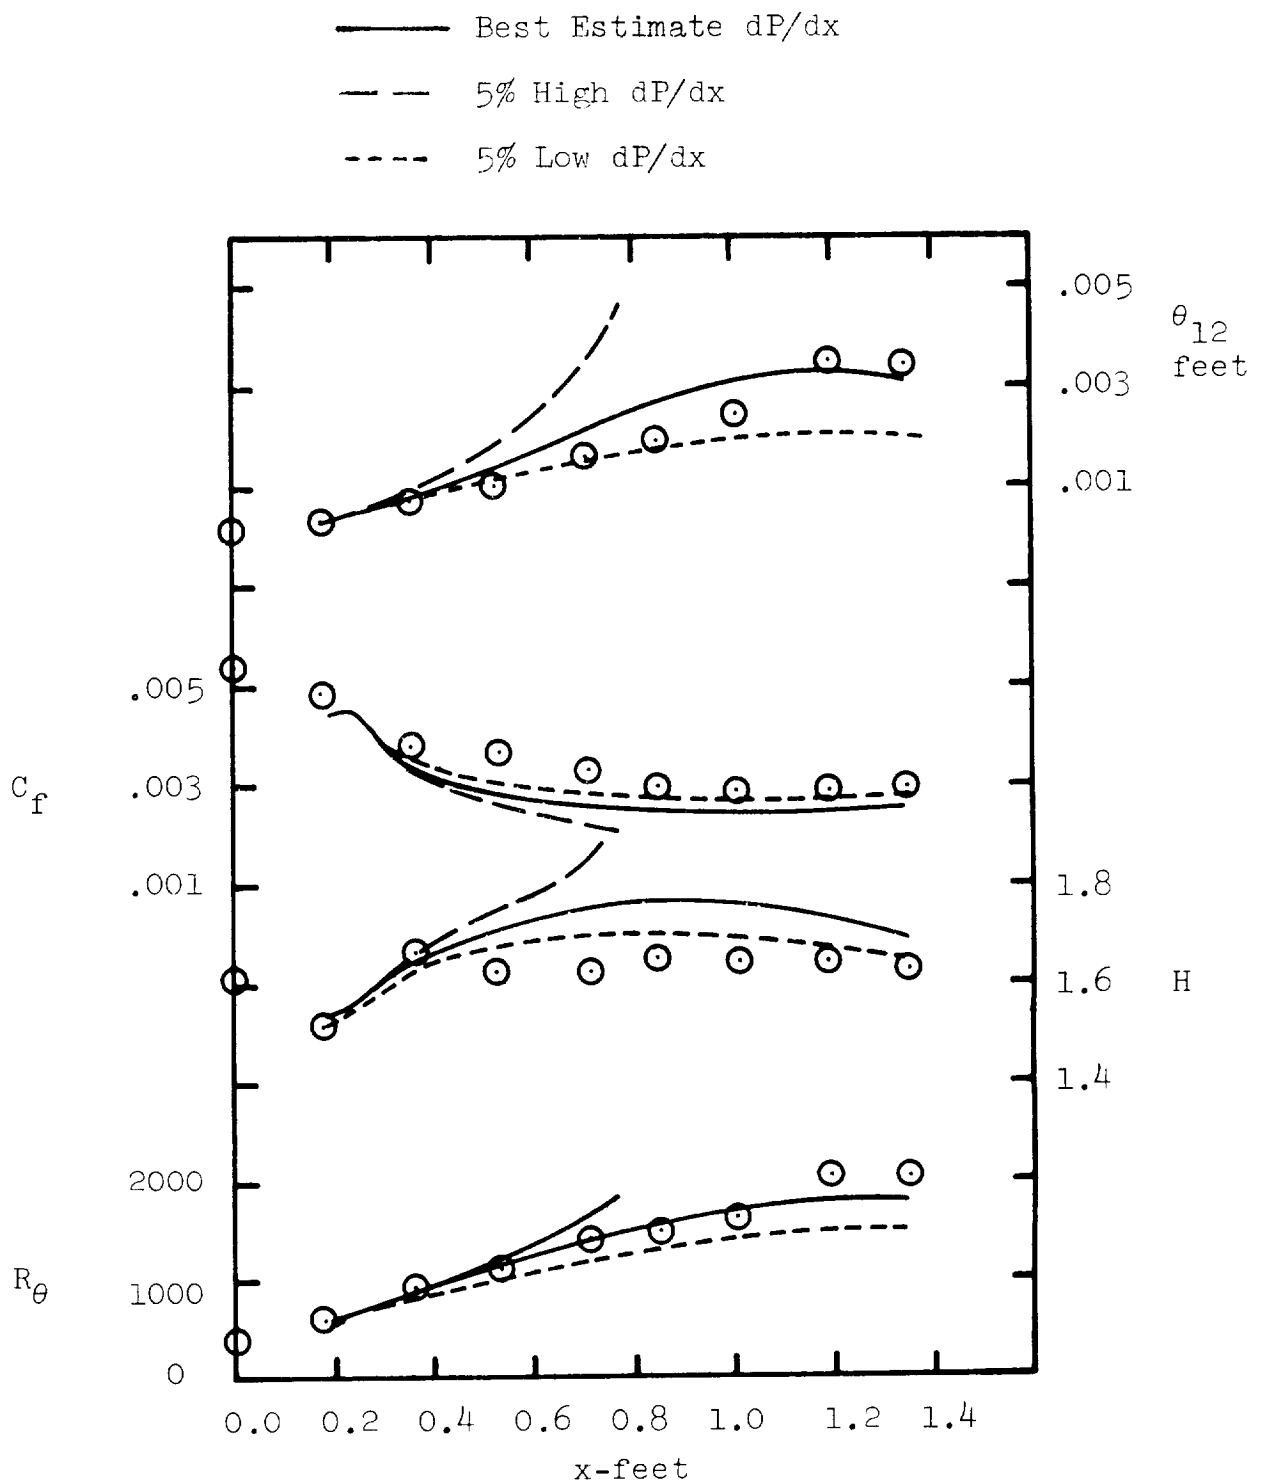 Best Estimate dP/dx
5% High dP/dx
5% Low dP/dx
.005
θ12
feet
.003
.001
.005
Cf
.003
.001
1.8
1.6
H
1.4
2000
Rθ
1000
0
0.0 0.2 0.4 0.6 0.8 1.0 1.2 1.4
x-feet